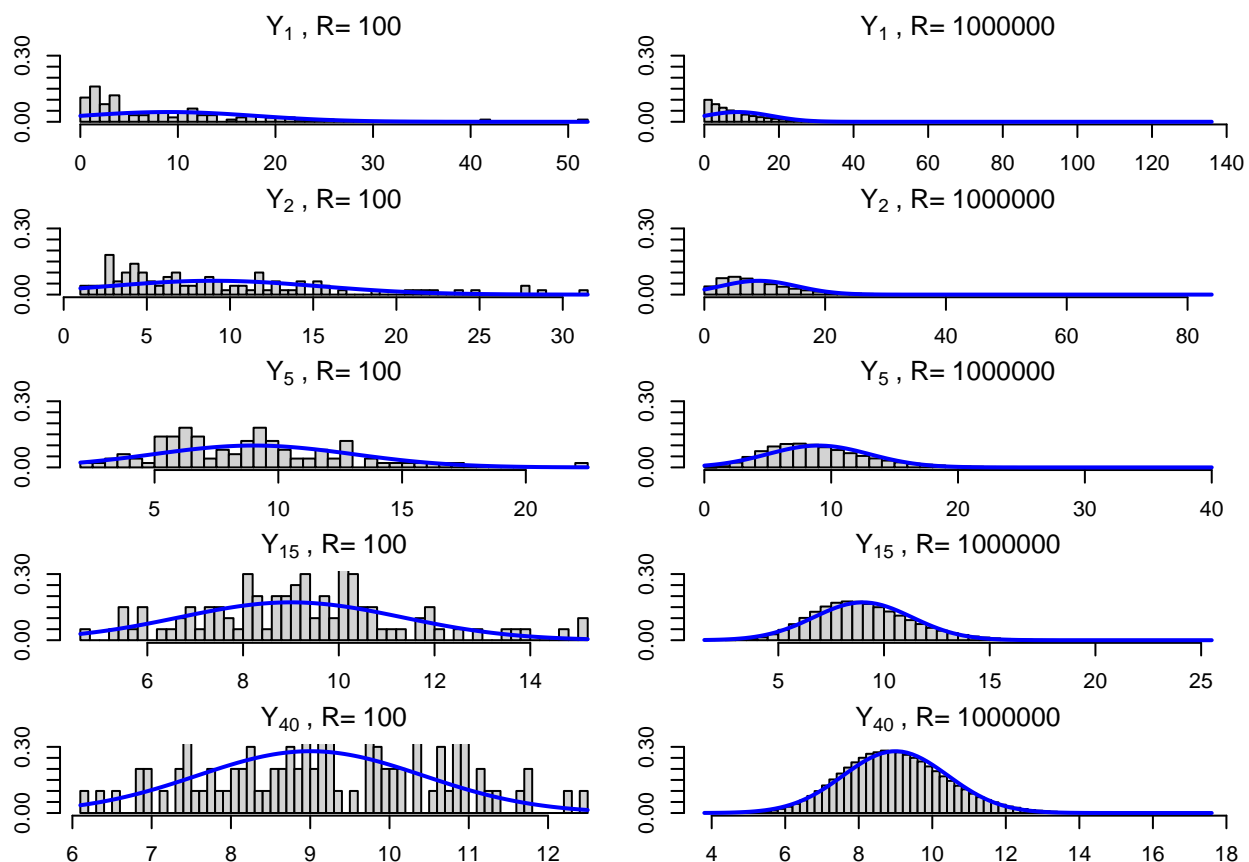 Y1 , R= 100
0.00 0.30
0 10 20 30 40 50
Y1 , R= 1000000
0.00 0.30
0 20 40 60 80 100 120 140
Y2 , R= 100
0.00 0.30
0 5 10 15 20 25 30
Y2 , R= 1000000
0.00 0.30
0 20 40 60 80
Y5 , R= 100
0.00 0.30
5 10 15 20
Y5 , R= 1000000
0.00 0.30
0 10 20 30 40
Y15 , R= 100
0.00 0.30
6 8 10 12 14
Y15 , R= 1000000
0.00 0.30
5 10 15 20 25
Y40 , R= 100
0.00 0.30
6 7 8 9 10 11 12
Y40 , R= 1000000
0.00 0.30
4 6 8 10 12 14 16 18